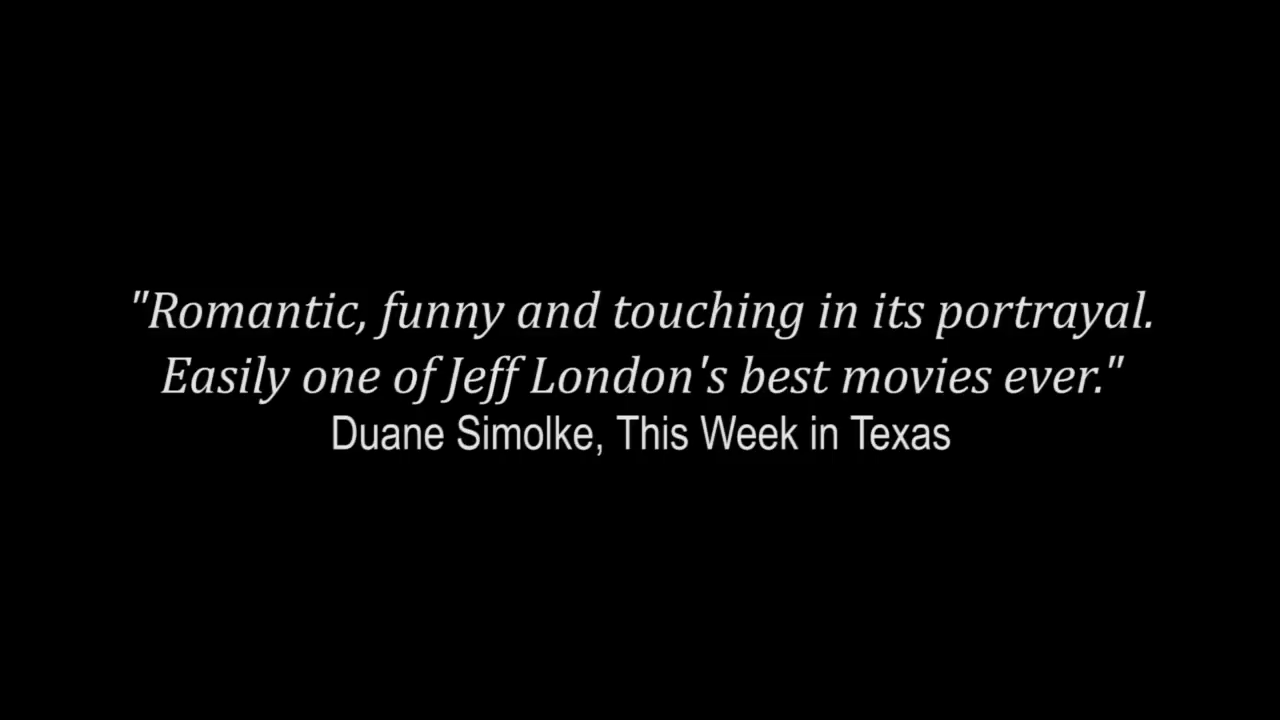 "Romantic, funny and touching in its portrayal.
Easily one of Jeff London's best movies ever."
Duane Simolke, This Week in Texas